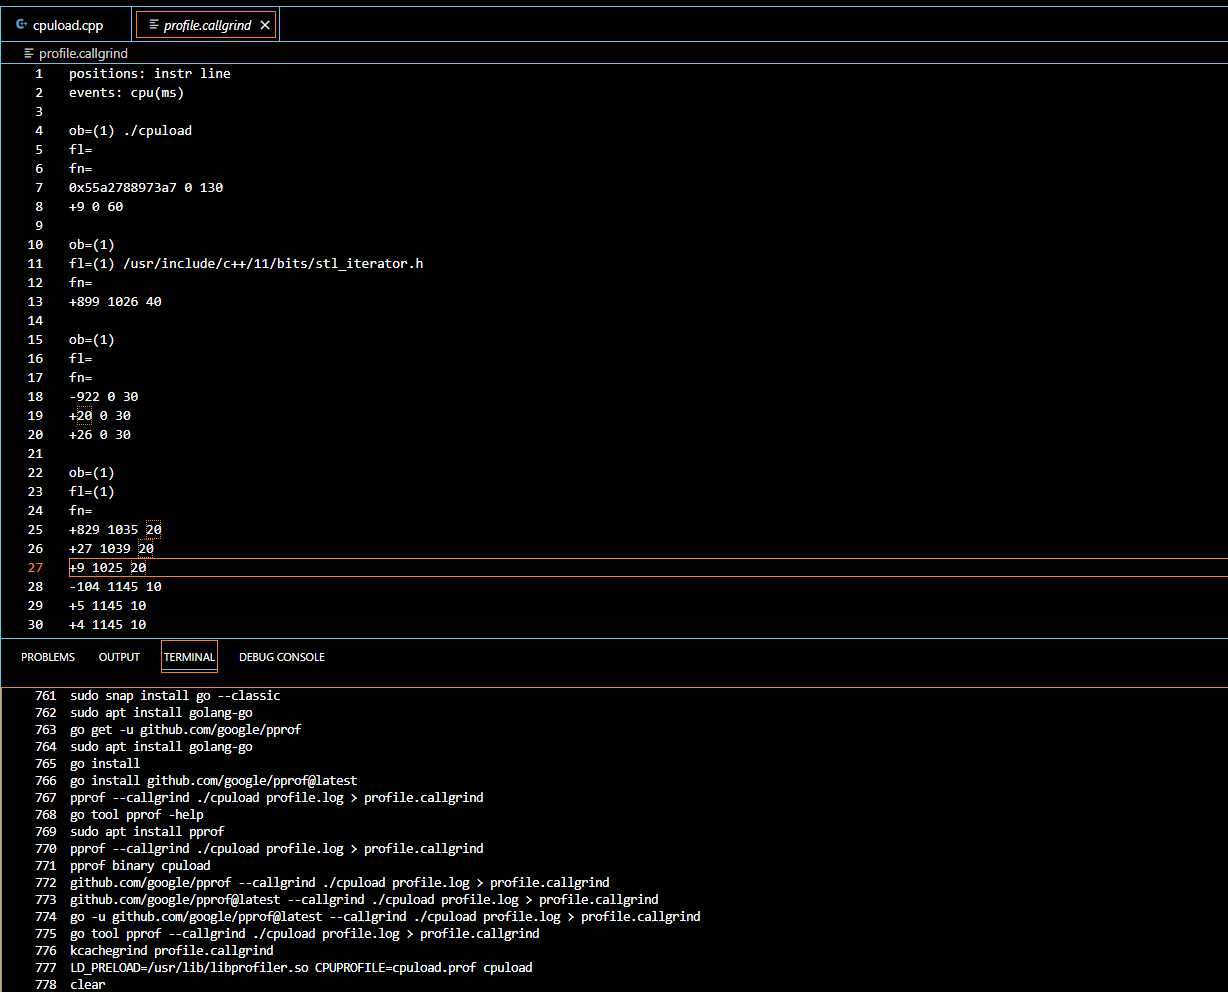 cpuload.cpp
profile.callgrind
profile.callgrind
1 positions: instr line
2 events: cpu(ms)
3
4 ob=(1) ./cpuload
5 fl=
6 fn=
7 0x55a2788973a7 0 130
8 +9 0 60
9
10 ob=(1)
11 fl=(1) /usr/include/c++/11/bits/stl_iterator.h
12 fn=
13 +899 1026 40
14
15 ob=(1)
16 fl=
17 fn=
18 -922 0 30
19 +20 0 30
20 +26 0 30
21
22 ob=(1)
23 fl=(1)
24 fn=
25 +829 1035 20
26 +27 1039 20
27 +9 1025 20
28 -104 1145 10
29 +5 1145 10
30 +4 1145 10
PROBLEMS OUTPUT TERMINAL DEBUG CONSOLE
761 sudo snap install go --classic
762 sudo apt install golang-go
763 go get -u github.com/google/pprof
764 sudo apt install golang-go
765 go install
766 go install github.com/google/pprof@latest
767 pprof --callgrind ./cpuload profile.log > profile.callgrind
768 go tool pprof -help
769 sudo apt install pprof
770 pprof --callgrind ./cpuload profile.log > profile.callgrind
771 pprof binary cpuload
772 github.com/google/pprof --callgrind ./cpuload profile.log > profile.callgrind
773 github.com/google/pprof@latest --callgrind ./cpuload profile.log > profile.callgrind
774 go -u github.com/google/pprof@latest --callgrind ./cpuload profile.log > profile.callgrind
775 go tool pprof --callgrind ./cpuload profile.log > profile.callgrind
776 kcachegrind profile.callgrind
777 LD_PRELOAD=/usr/lib/libprofiler.so CPUPROFILE=cpuload.prof cpuload
778 clear